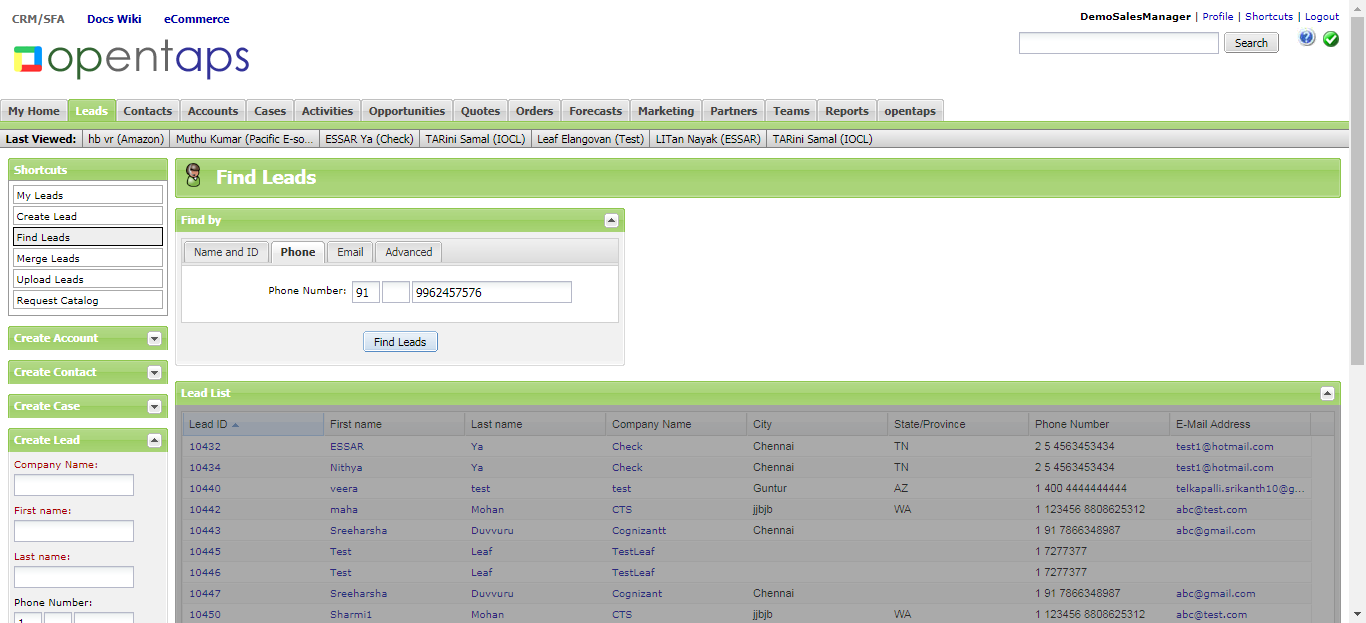 CRM/SFA Docs Wiki eCommerce
DemoSalesManager | Profile | Shortcuts | Logout
opentaps
Search
My Home Leads Contacts Accounts Cases Activities Opportunities Quotes Orders Forecasts Marketing Partners Teams Reports opentaps
Last Viewed: hb vr (Amazon) Muthu Kumar (Pacific E-so... ESSAR Ya (Check) TARini Samal (IOCL) Leaf Elangovan (Test) LITan Nayak (ESSAR) TARini Samal (IOCL)
Shortcuts
My Leads
Create Lead
Find Leads
Merge Leads
Upload Leads
Request Catalog
Create Account
Create Contact
Create Case
Create Lead
Company Name:
First name:
Last name:
Phone Number:
1
Find Leads
Find by
Name and ID Phone Email Advanced
Phone Number: 91 9962457576
Find Leads
Lead List
Lead ID First name Last name Company Name City State/Province Phone Number E-Mail Address
10432 ESSAR Ya Check Chennai TN 2 5 4563453434 test1@hotmail.com
10434 Nithya Ya Check Chennai TN 2 5 4563453434 test1@hotmail.com
10440 veera test test Guntur AZ 1 400 4444444444 telkapalli.srikanth10@g...
10442 maha Mohan CTS jjbjb WA 1 123456 8808625312 abc@test.com
10443 Sreeharsha Duvvuru Cognizantt Chennai 1 91 7866348987 abc@gmail.com
10445 Test Leaf TestLeaf 1 7277377
10446 Test Leaf TestLeaf 1 7277377
10447 Sreeharsha Duvvuru Cognizant Chennai 1 91 7866348987 abc@gmail.com
10450 Sharmi1 Mohan CTS jjbjb WA 1 123456 8808625312 abc@test.com